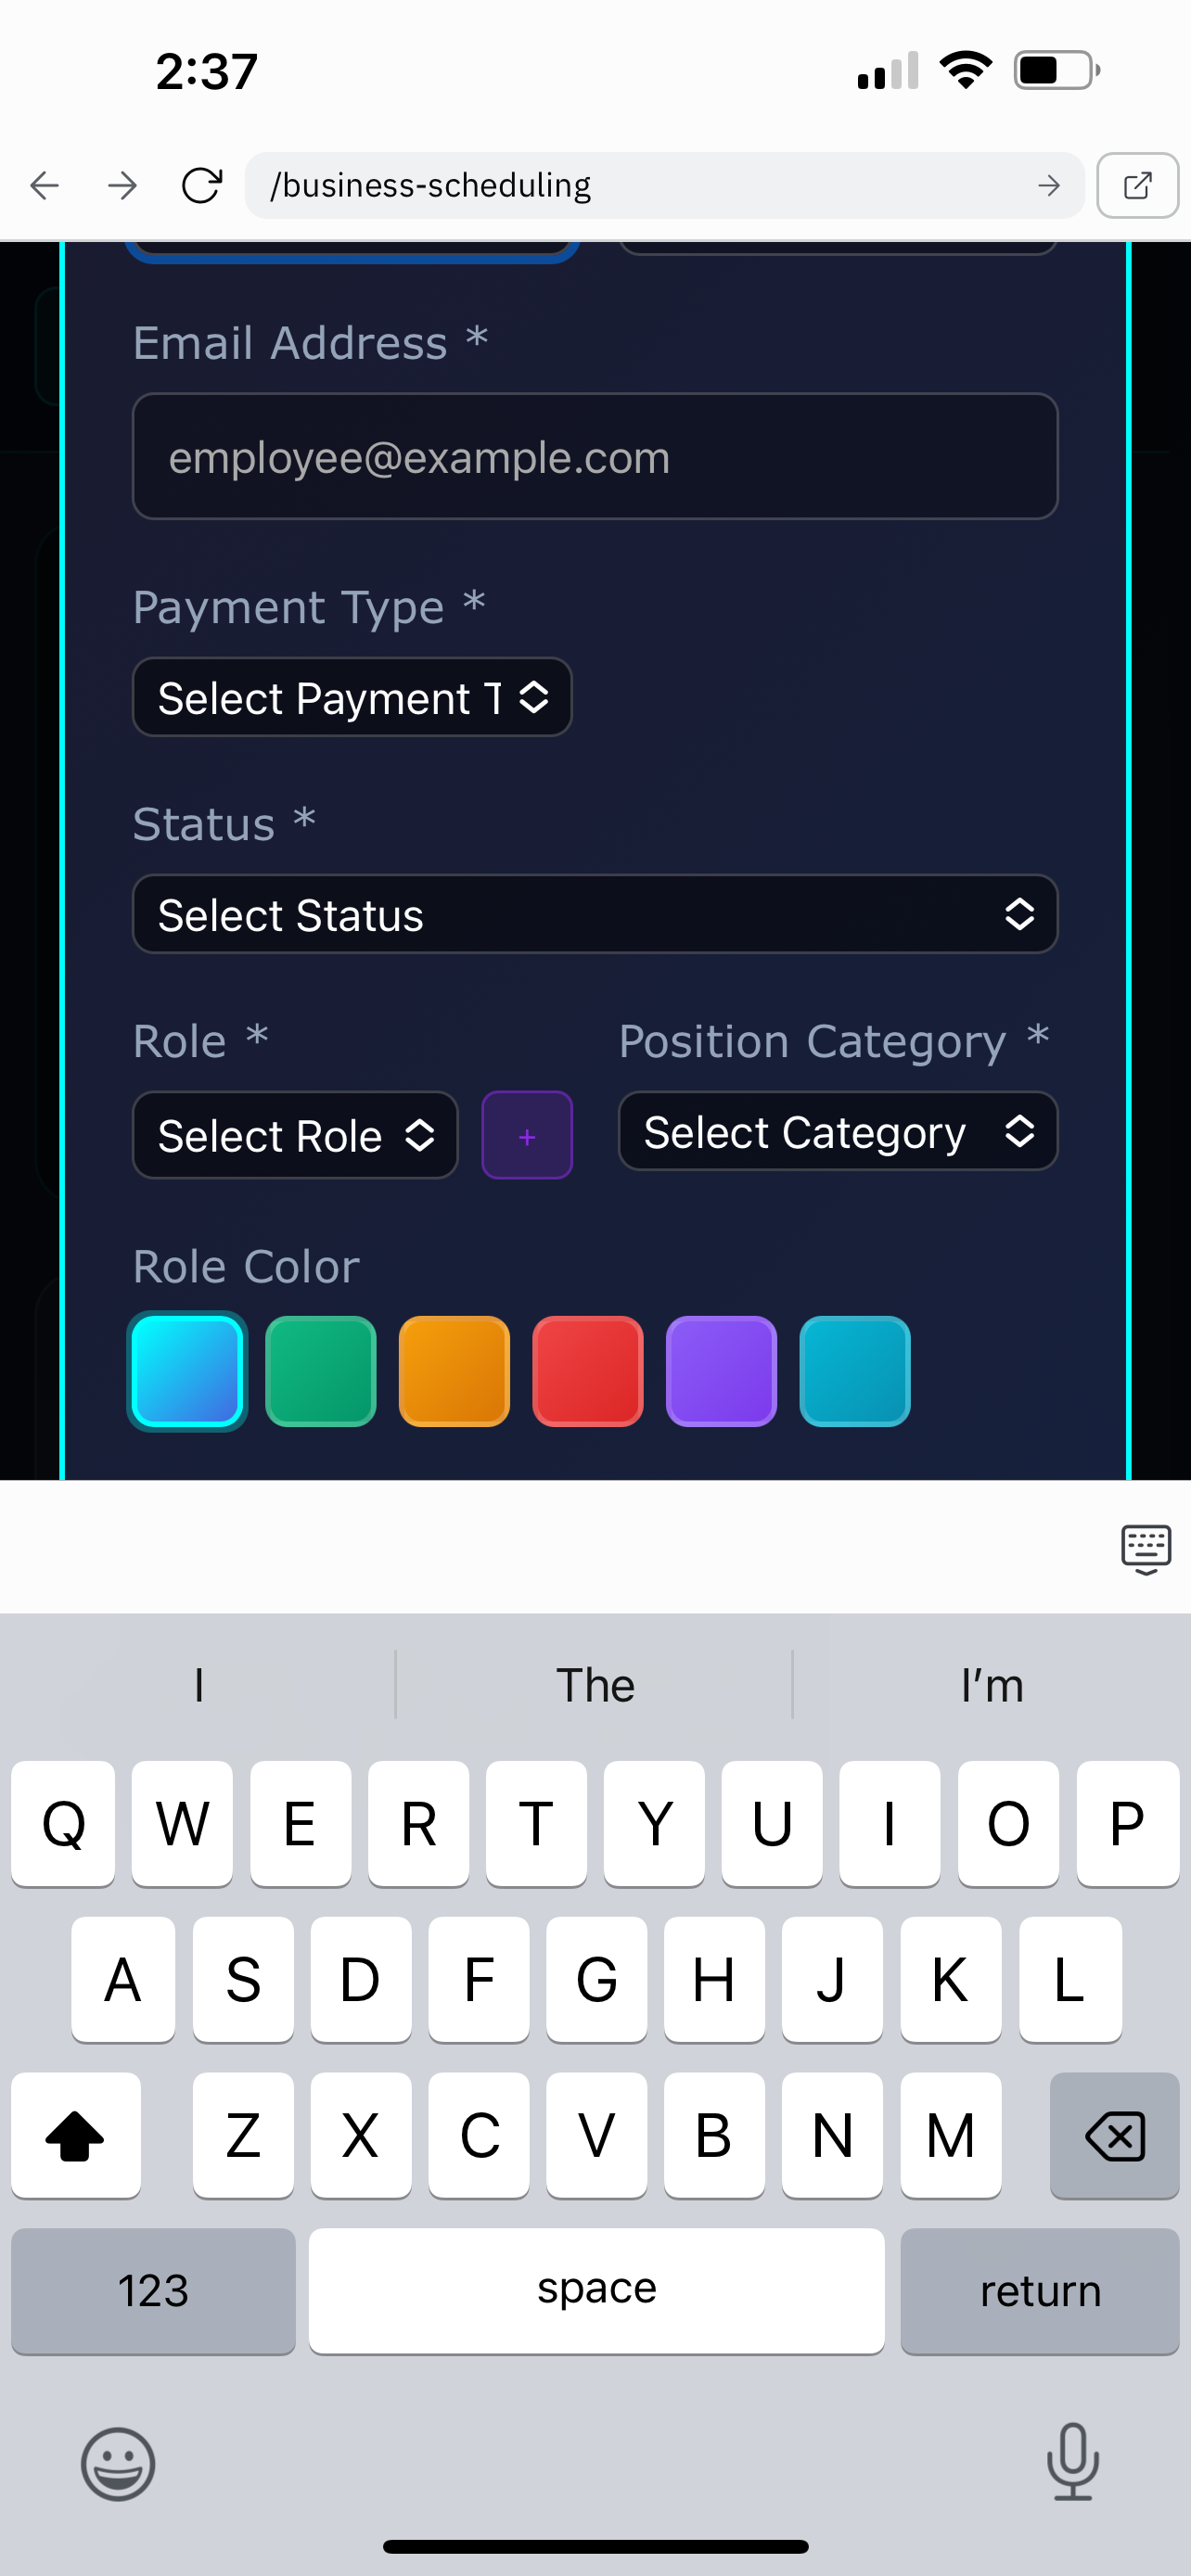 2:37
/business-scheduling
Email Address *
employee@example.com
Payment Type *
Select Payment T
Status *
Select Status
Role * Position Category *
Select Role + Select Category
Role Color
I The I’m
Q W E R T Y U I O P
A S D F G H J K L
Z X C V B N M
123 space return